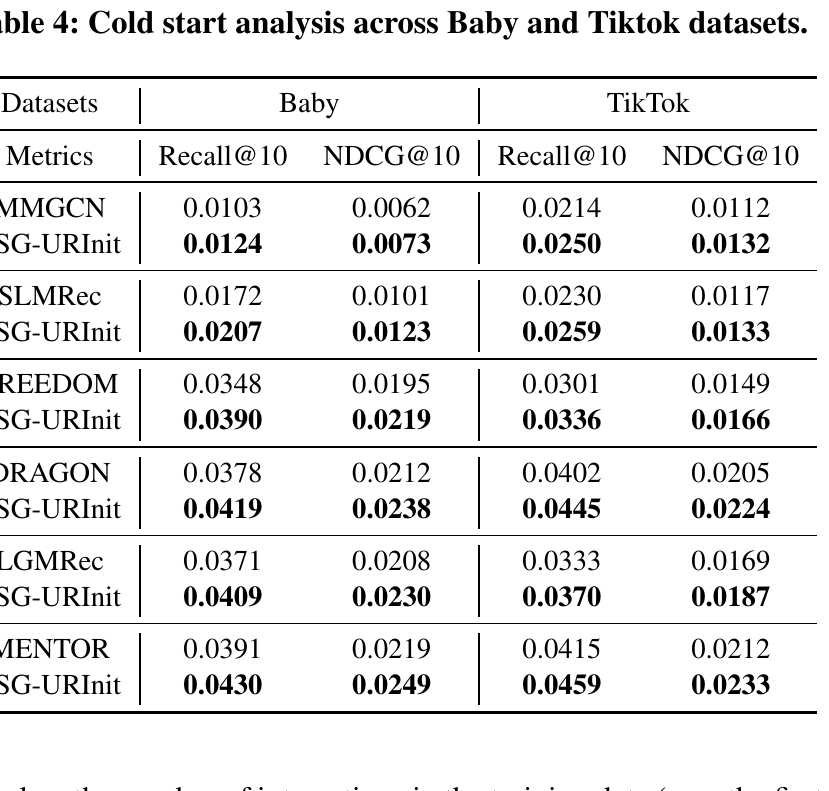 able 4: Cold start analysis across Baby and Tiktok datasets.
Datasets Baby TikTok
Metrics Recall@10 NDCG@10 Recall@10 NDCG@10
MMGCN 0.0103 0.0062 0.0214 0.0112
SG-URInit 0.0124 0.0073 0.0250 0.0132
SLMRec 0.0172 0.0101 0.0230 0.0117
SG-URInit 0.0207 0.0123 0.0259 0.0133
REEDOM 0.0348 0.0195 0.0301 0.0149
SG-URInit 0.0390 0.0219 0.0336 0.0166
DRAGON 0.0378 0.0212 0.0402 0.0205
SG-URInit 0.0419 0.0238 0.0445 0.0224
LGMRec 0.0371 0.0208 0.0333 0.0169
SG-URInit 0.0409 0.0230 0.0370 0.0187
MENTOR 0.0391 0.0219 0.0415 0.0212
SG-URInit 0.0430 0.0249 0.0459 0.0233